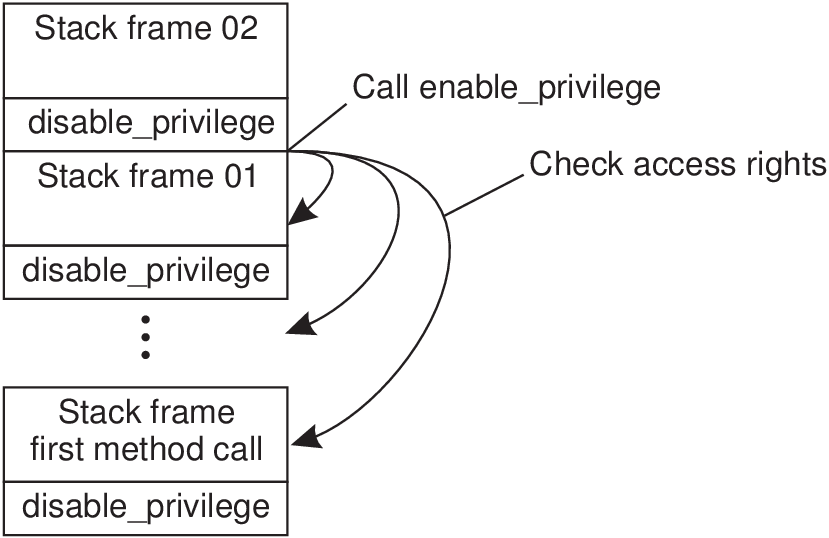 Stack frame 02
Call enable_privilege
disable_privilege
Check access rights
Stack frame 01
disable_privilege
Stack frame
first method call
disable_privilege